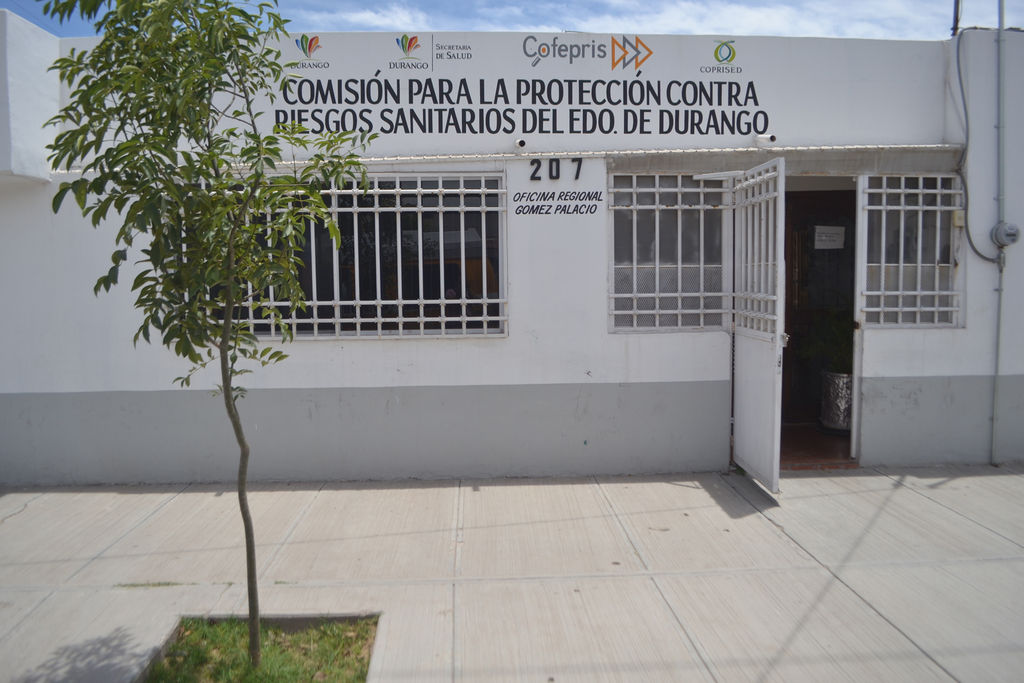 DURANGO
DURANGO
SECRETARIA
DE SALUD
Cofepris
COPRISED
COMISIÓN PARA LA PROTECCIÓN CONTRA
RIESGOS SANITARIOS DEL EDO. DE DURANGO
207
OFICINA REGIONAL
GOMEZ PALACIO